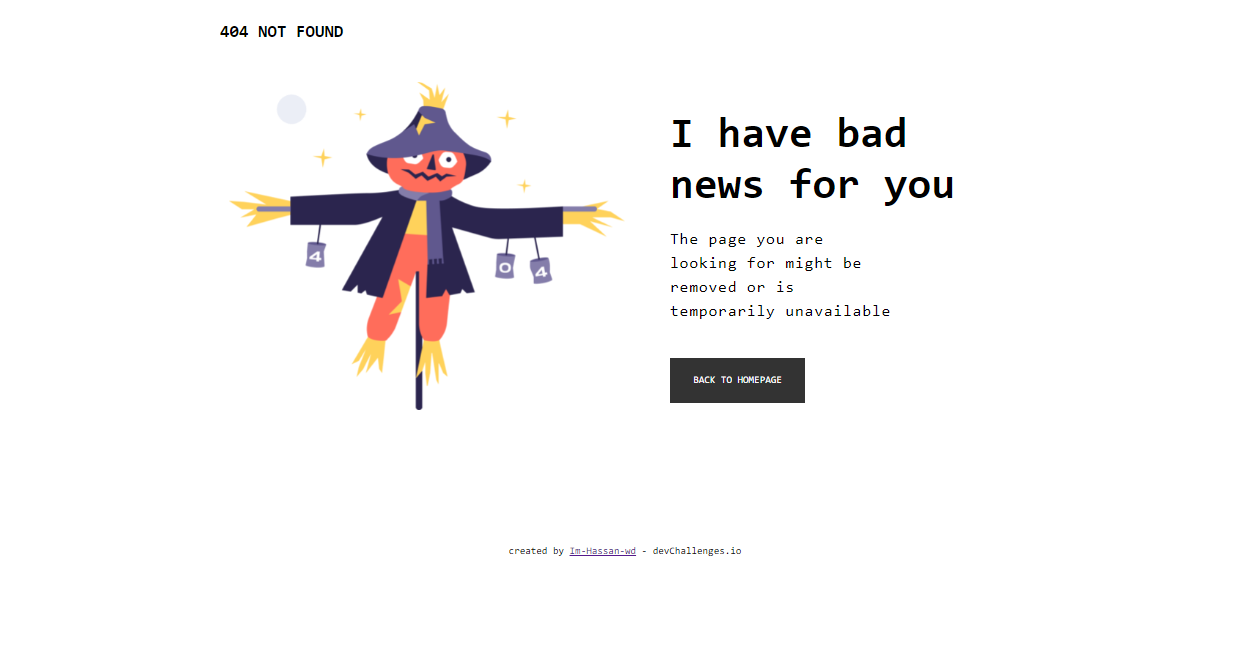 404 NOT FOUND
4
0
4
I have bad
news for you
The page you are
looking for might be
removed or is
temporarily unavailable
BACK TO HOMEPAGE
created by Im-Hassan-wd - devChallenges.io